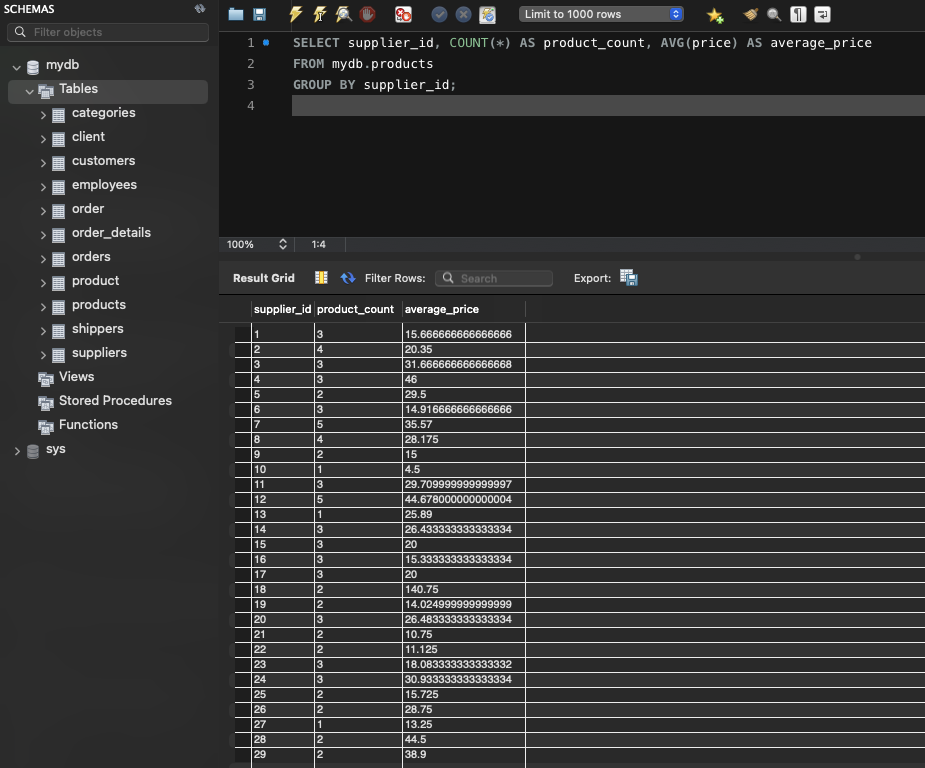 SCHEMAS
Filter objects
mydb
Tables
categories
client
customers
employees
order
order_details
orders
product
products
shippers
suppliers
Views
Stored Procedures
Functions
sys
Limit to 1000 rows
1 SELECT supplier_id, COUNT(*) AS product_count, AVG(price) AS average_price
2 FROM mydb.products
3 GROUP BY supplier_id;
4
100% 1:4
Result Grid Filter Rows: Search Export:
supplier_id product_count average_price
1 3 15.666666666666666
2 4 20.35
3 3 31.666666666666668
4 3 46
5 2 29.5
6 3 14.916666666666666
7 5 35.57
8 4 28.175
9 2 15
10 1 4.5
11 3 29.709999999999997
12 5 44.678000000000004
13 1 25.89
14 3 26.433333333333334
15 3 20
16 3 15.333333333333334
17 3 20
18 2 140.75
19 2 14.024999999999999
20 3 26.483333333333334
21 2 10.75
22 2 11.125
23 3 18.083333333333332
24 3 30.933333333333334
25 2 15.725
26 2 28.75
27 1 13.25
28 2 44.5
29 2 38.9